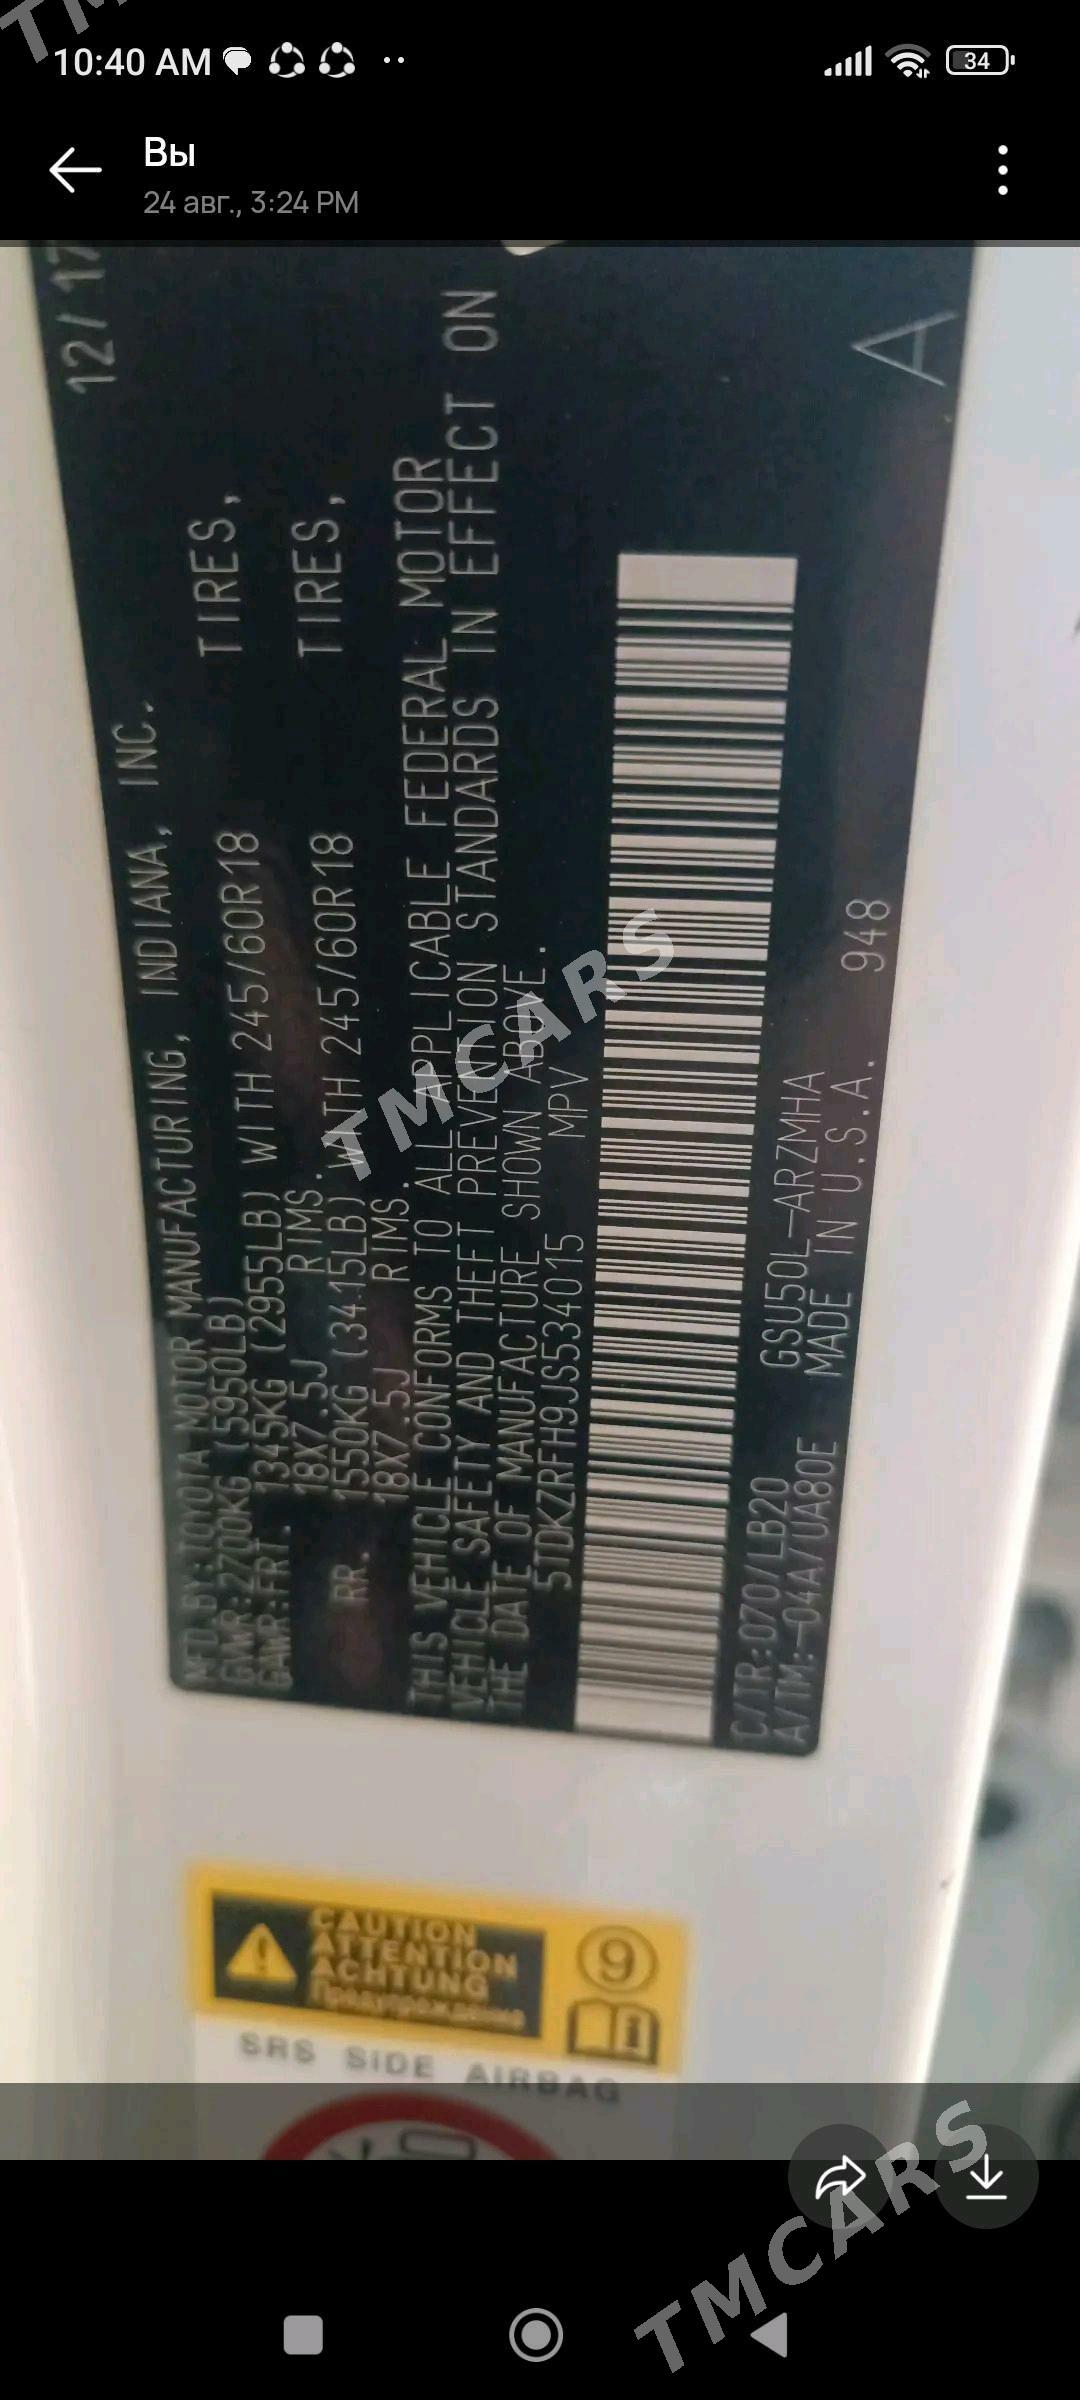 TMCARS
10:40 AM
34
Вы
24 авг., 3:24 PM
12/17
MFD.BY:TOYOTA MOTOR MANUFACTURING, INDIANA, INC.
GVWR:2700KG (5950LB)
GAWR:FRT. 1345KG (2955LB) WITH 245/60R18 TIRES,
18X7.5J RIMS.
RR. 1550KG (3415LB) WITH 245/60R18 TIRES,
18X7.5J RIMS.
THIS VEHICLE CONFORMS TO ALL APPLICABLE FEDERAL MOTOR
VEHICLE SAFETY AND THEFT PREVENTION STANDARDS IN EFFECT ON
THE DATE OF MANUFACTURE SHOWN ABOVE.
5TDKZRFH9JS534015 MPV
C/TR:070/LB20 GSU50L-ARZMHA
A/TM:-04A/UA80E MADE IN U.S.A. 948
A
TMCARS
CAUTION
ATTENTION
ACHTUNG
Предупреждение
9
SRS SIDE AIRBAG
TMCARS